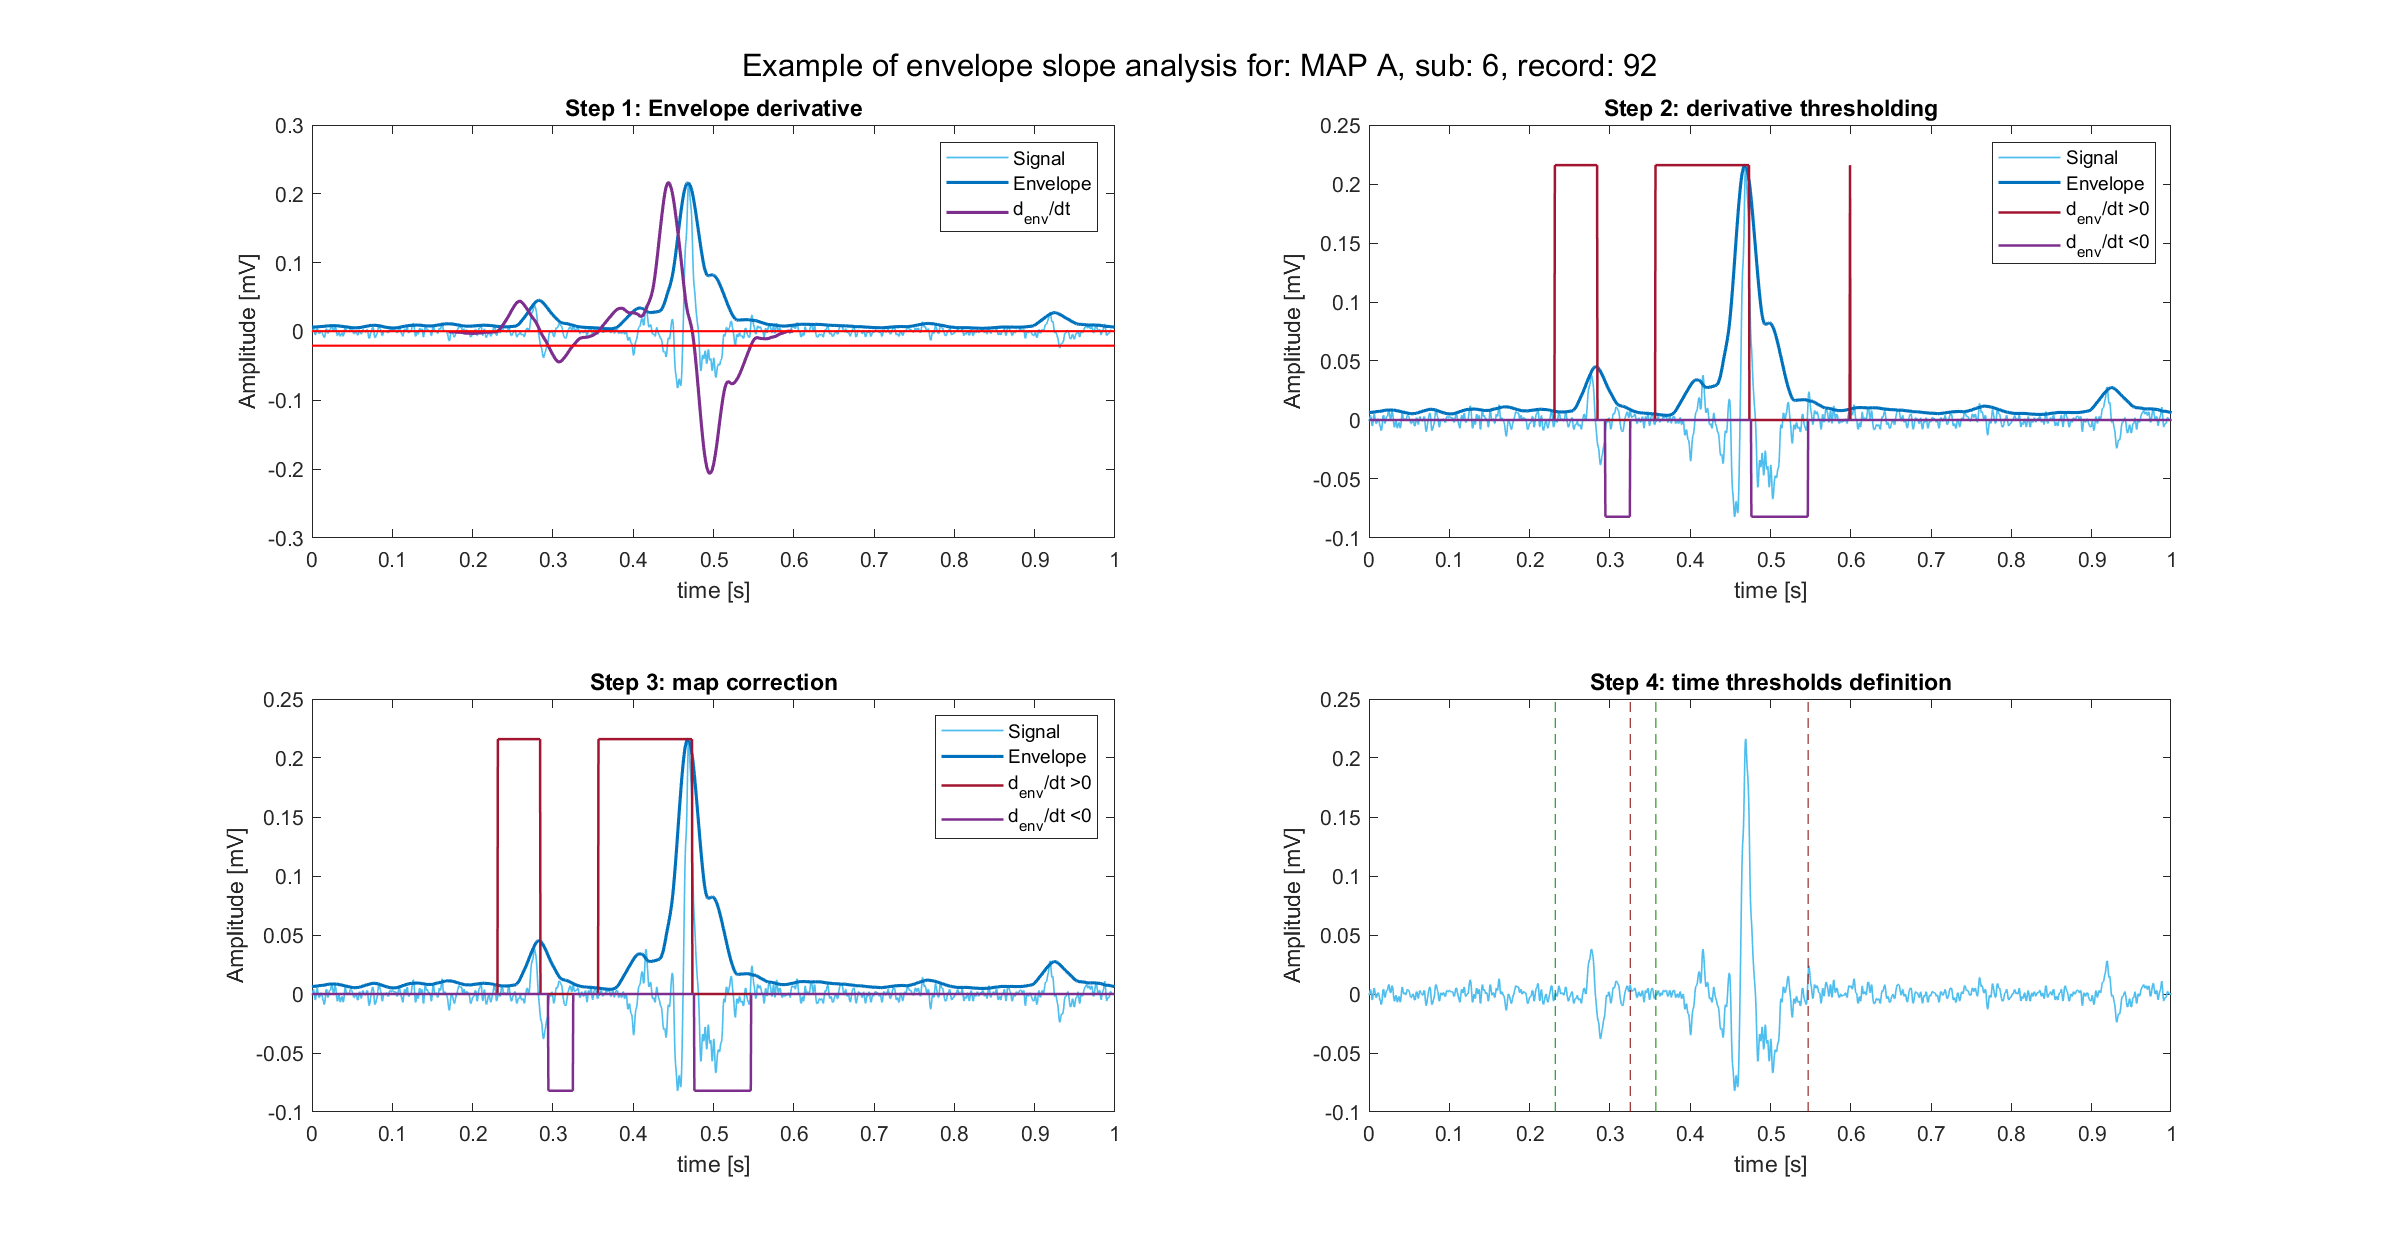 Example of envelope slope analysis for: MAP A, sub: 6, record: 92
Step 1: Envelope derivative
0.3
0.2
0.1
0
-0.1
-0.2
-0.3
Amplitude [mV]
0 0.1 0.2 0.3 0.4 0.5 0.6 0.7 0.8 0.9 1
time [s]
Signal
Envelope
d_env/dt
Step 2: derivative thresholding
0.25
0.2
0.15
0.1
0.05
0
-0.05
-0.1
Amplitude [mV]
0 0.1 0.2 0.3 0.4 0.5 0.6 0.7 0.8 0.9 1
time [s]
Signal
Envelope
d_env/dt >0
d_env/dt <0
Step 3: map correction
0.25
0.2
0.15
0.1
0.05
0
-0.05
-0.1
Amplitude [mV]
0 0.1 0.2 0.3 0.4 0.5 0.6 0.7 0.8 0.9 1
time [s]
Signal
Envelope
d_env/dt >0
d_env/dt <0
Step 4: time thresholds definition
0.25
0.2
0.15
0.1
0.05
0
-0.05
-0.1
Amplitude [mV]
0 0.1 0.2 0.3 0.4 0.5 0.6 0.7 0.8 0.9 1
time [s]